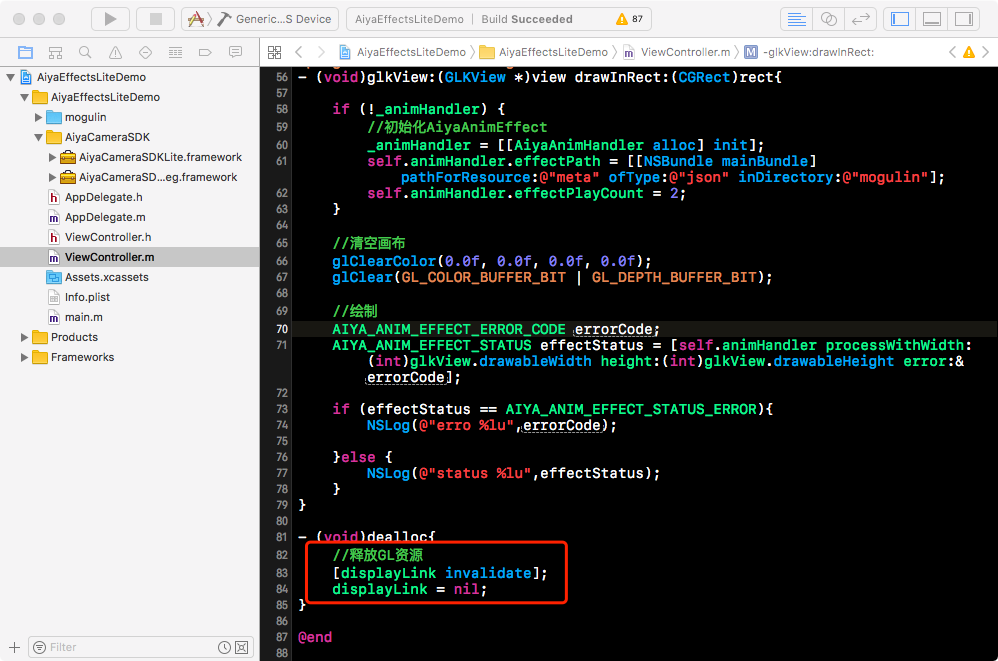 Generic...S Device
AiyaEffectsLiteDemo | Build Succeeded
87
AiyaEffectsLiteDemo
AiyaEffectsLiteDemo
mogulin
AiyaCameraSDK
AiyaCameraSDKLite.framework
AiyaCameraSD...eg.framework
AppDelegate.h
AppDelegate.m
ViewController.h
ViewController.m
Assets.xcassets
Info.plist
main.m
Products
Frameworks
Filter
AiyaEffectsLiteDemo
AiyaEffectsLiteDemo
ViewController.m
-glkView:drawInRect:
56 - (void)glkView:(GLKView *)view drawInRect:(CGRect)rect{
57
58 if (!_animHandler) {
59 //初始化AiyaAnimEffect
60 _animHandler = [[AiyaAnimHandler alloc] init];
61 self.animHandler.effectPath = [[NSBundle mainBundle]
pathForResource:@"meta" ofType:@"json" inDirectory:@"mogulin"];
62 self.animHandler.effectPlayCount = 2;
63 }
64
65 //清空画布
66 glClearColor(0.0f, 0.0f, 0.0f, 0.0f);
67 glClear(GL_COLOR_BUFFER_BIT | GL_DEPTH_BUFFER_BIT);
68
69 //绘制
70 AIYA_ANIM_EFFECT_ERROR_CODE errorCode;
71 AIYA_ANIM_EFFECT_STATUS effectStatus = [self.animHandler processWithWidth:
(int)glkView.drawableWidth height:(int)glkView.drawableHeight error:&
errorCode];
72
73 if (effectStatus == AIYA_ANIM_EFFECT_STATUS_ERROR){
74 NSLog(@"erro %lu",errorCode);
75
76 }else {
77 NSLog(@"status %lu",effectStatus);
78 }
79 }
80
81 - (void)dealloc{
82 //释放GL资源
83 [displayLink invalidate];
84 displayLink = nil;
85 }
86
87 @end
88